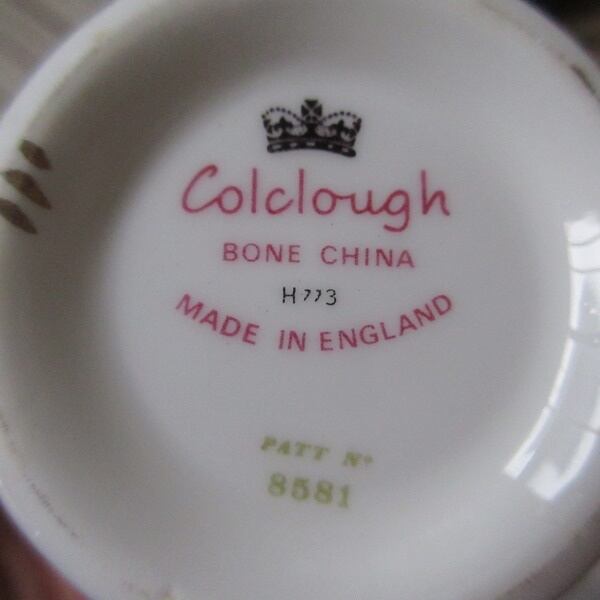 Colclough
BONE CHINA
H773
MADE IN ENGLAND
PATT Nº
8581